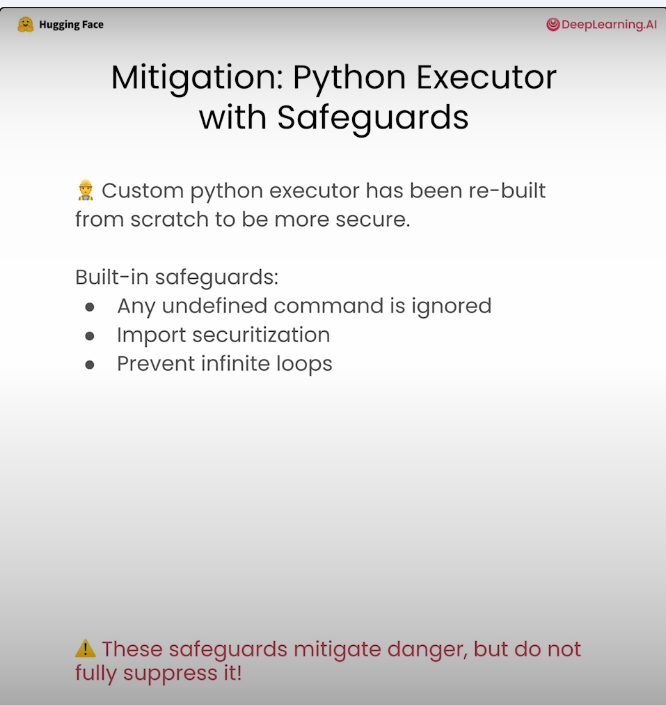 Hugging Face
DeepLearning.AI
Mitigation: Python Executor
with Safeguards
Custom python executor has been re-built
from scratch to be more secure.
Built-in safeguards:
● Any undefined command is ignored
● Import securitization
● Prevent infinite loops
⚠️ These safeguards mitigate danger, but do not
fully suppress it!